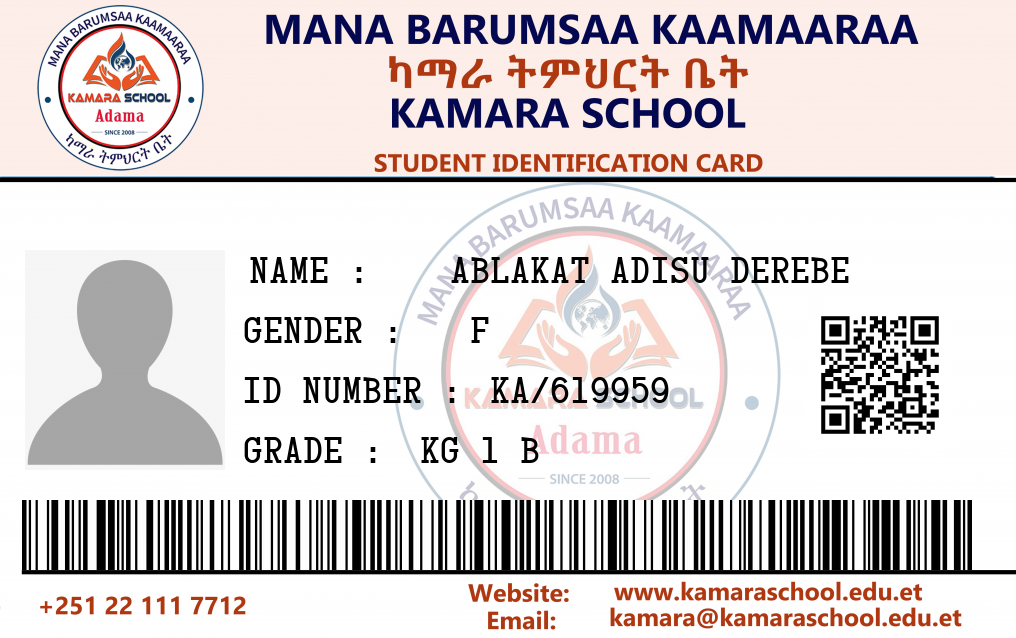 MANA BARUMSAA KAAMAARAA
KAMARA SCHOOL
Adama
SINCE 2008
ካማራ ትምህርት ቤት
MANA BARUMSAA KAAMAARAA
ካማራ ትምህርት ቤት
KAMARA SCHOOL
STUDENT IDENTIFICATION CARD
MANA BARUMSAA KAAMAARAA
NAME : ABLAKAT ADISU DEREBE
GENDER : F
ID NUMBER : KA/619959
KAMARA SCHOOL
GRADE : KG 1 B
Adama
SINCE 2008
+251 22 111 7712
Website: www.kamaraschool.edu.et
Email: kamara@kamaraschool.edu.et